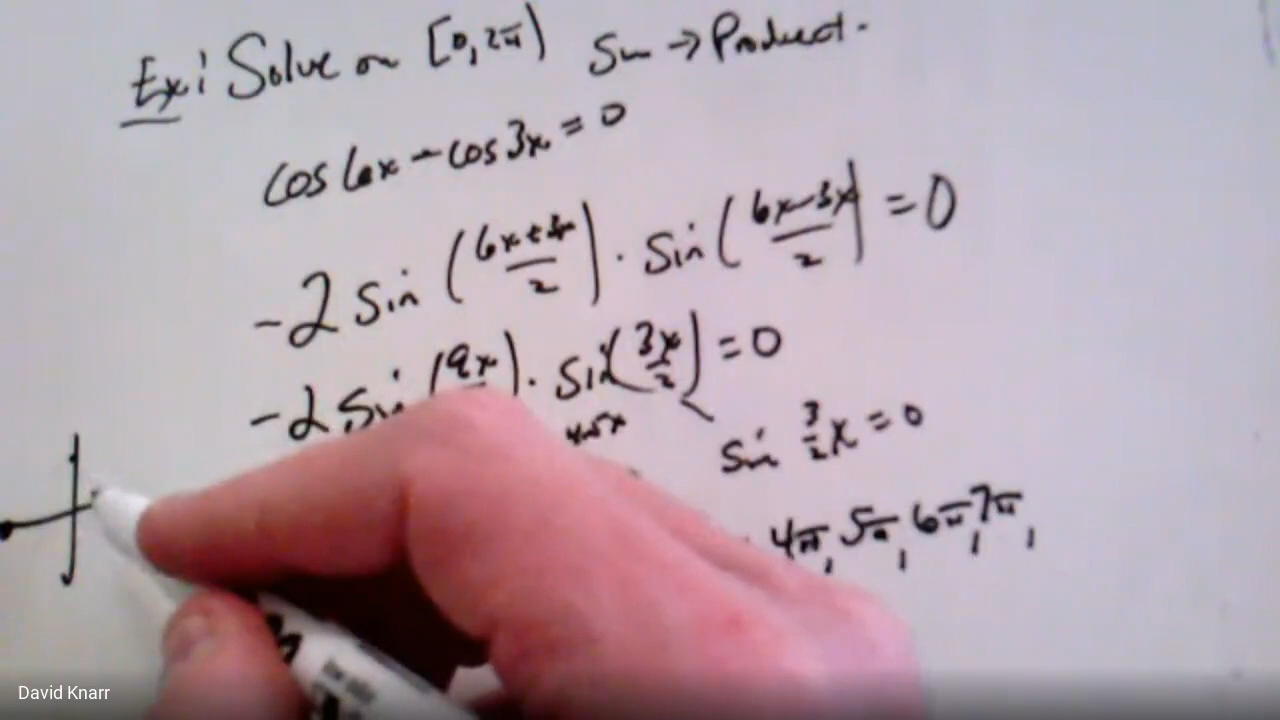 Ex: Solve on [0, 2π) Sum → Product.
cos 6x - cos 3x = 0
-2 sin (6x+3x/2) · sin (6x-3x/2) = 0
-2 sin (9x · sin (3x/2) = 0
sin 3/2 x = 0
4π, 5π, 6π, 7π,
David Knarr